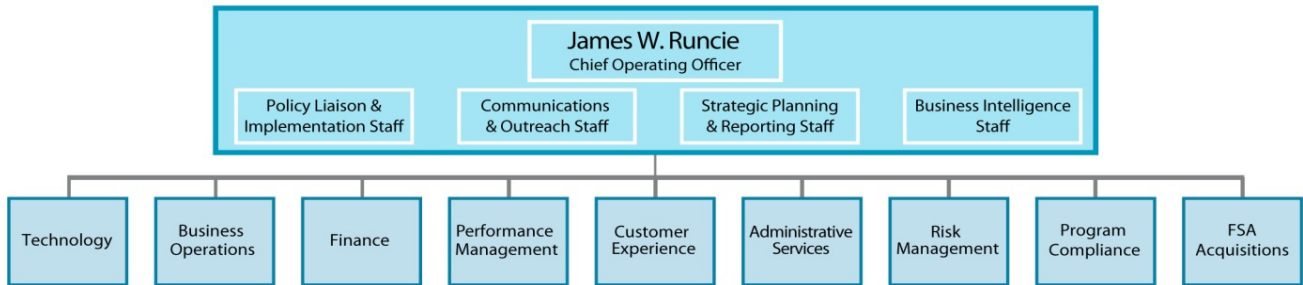 James W. Runcie
Chief Operating Officer
Policy Liaison &
Implementation Staff
Communications
& Outreach Staff
Strategic Planning
& Reporting Staff
Business Intelligence
Staff
Technology
Business
Operations
Finance
Performance
Management
Customer
Experience
Administrative
Services
Risk
Management
Program
Compliance
FSA
Acquisitions